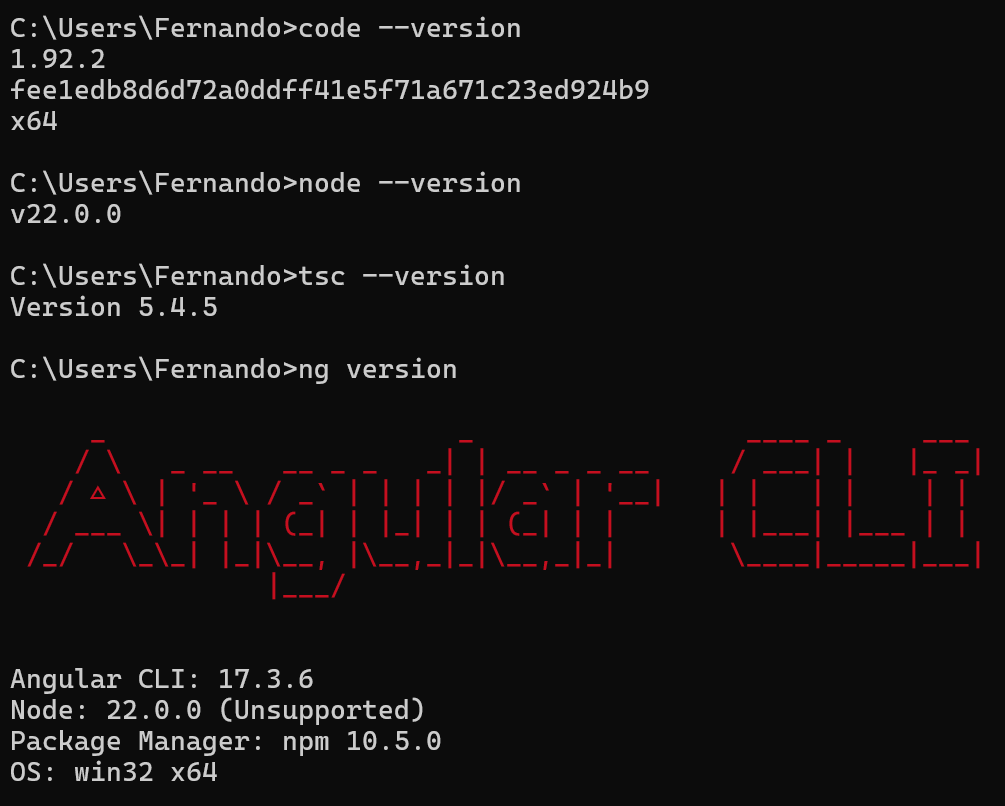 C:\Users\Fernando>code --version
1.92.2
fee1edb8d6d72a0ddff41e5f71a671c23ed924b9
x64
C:\Users\Fernando>node --version
v22.0.0
C:\Users\Fernando>tsc --version
Version 5.4.5
C:\Users\Fernando>ng version
Angular CLI
Angular CLI: 17.3.6
Node: 22.0.0 (Unsupported)
Package Manager: npm 10.5.0
OS: win32 x64